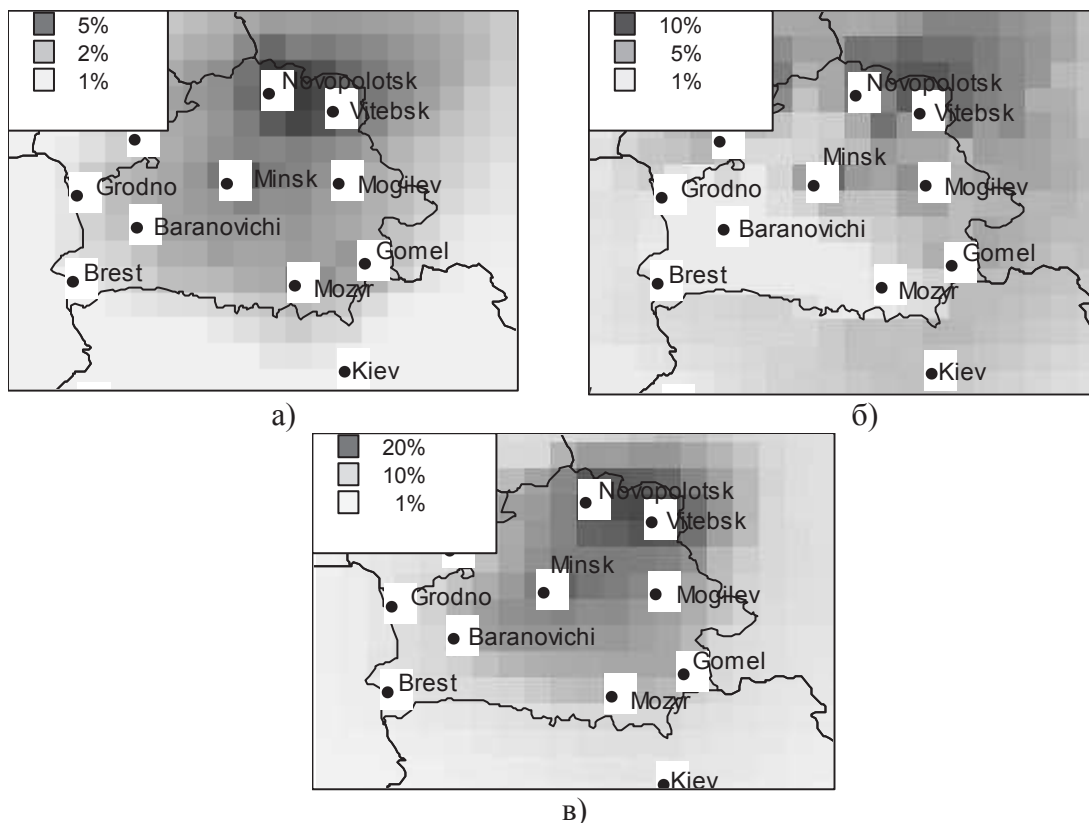 5%
2%
1%
Novopolotsk
Vitebsk
Minsk
Mogilev
Grodno
Baranovichi
Gomel
Brest
Mozyr
Kiev
а)
10%
5%
1%
Novopolotsk
Vitebsk
Minsk
Mogilev
Grodno
Baranovichi
Gomel
Brest
Mozyr
Kiev
б)
20%
10%
1%
Novopolotsk
Vitebsk
Minsk
Mogilev
Grodno
Baranovichi
Gomel
Brest
Mozyr
Kiev
в)